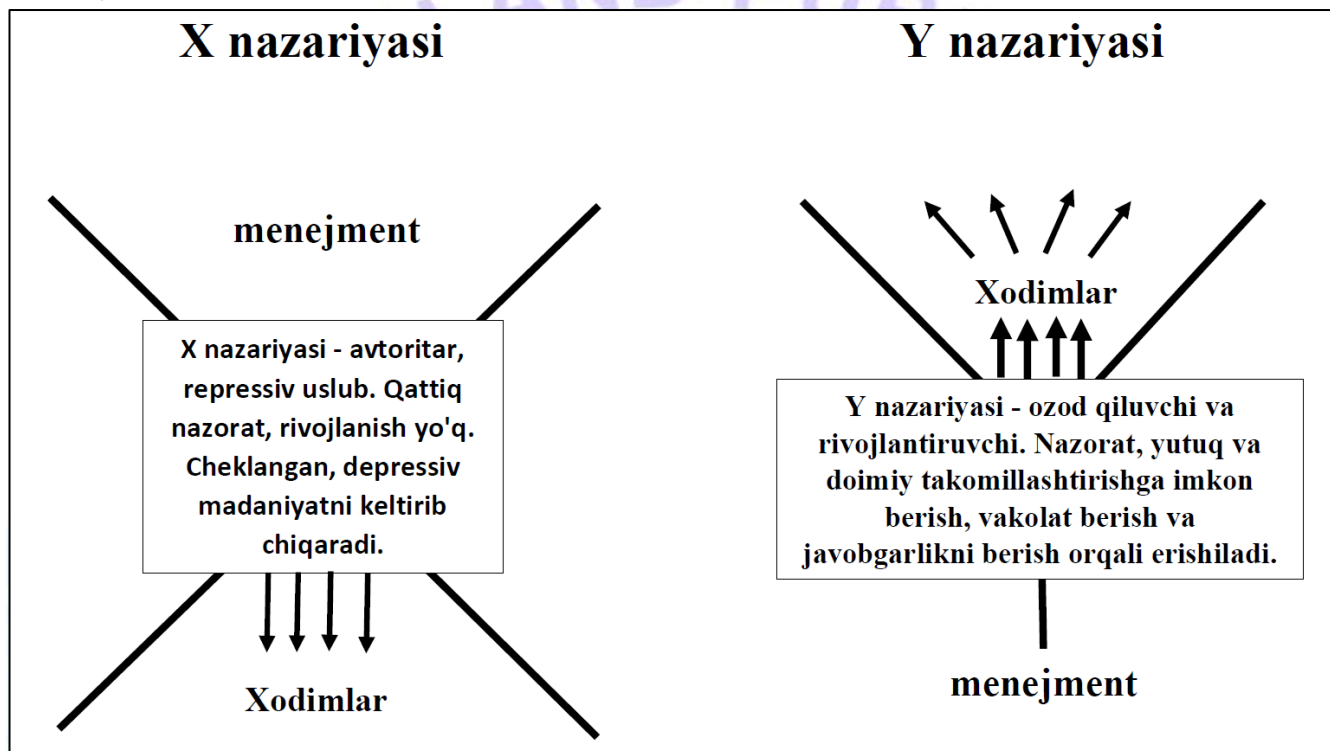 X nazariyasi
menejment
X nazariyasi - avtoritar,
repressiv uslub. Qattiq
nazorat, rivojlanish yo'q.
Cheklangan, depressiv
madaniyatni keltirib
chiqaradi.
Xodimlar
Y nazariyasi
Xodimlar
Y nazariyasi - ozod qiluvchi va
rivojlantiruvchi. Nazorat, yutuq va
doimiy takomillashtirishga imkon
berish, vakolat berish va
javobgarlikni berish orqali erishiladi.
menejment